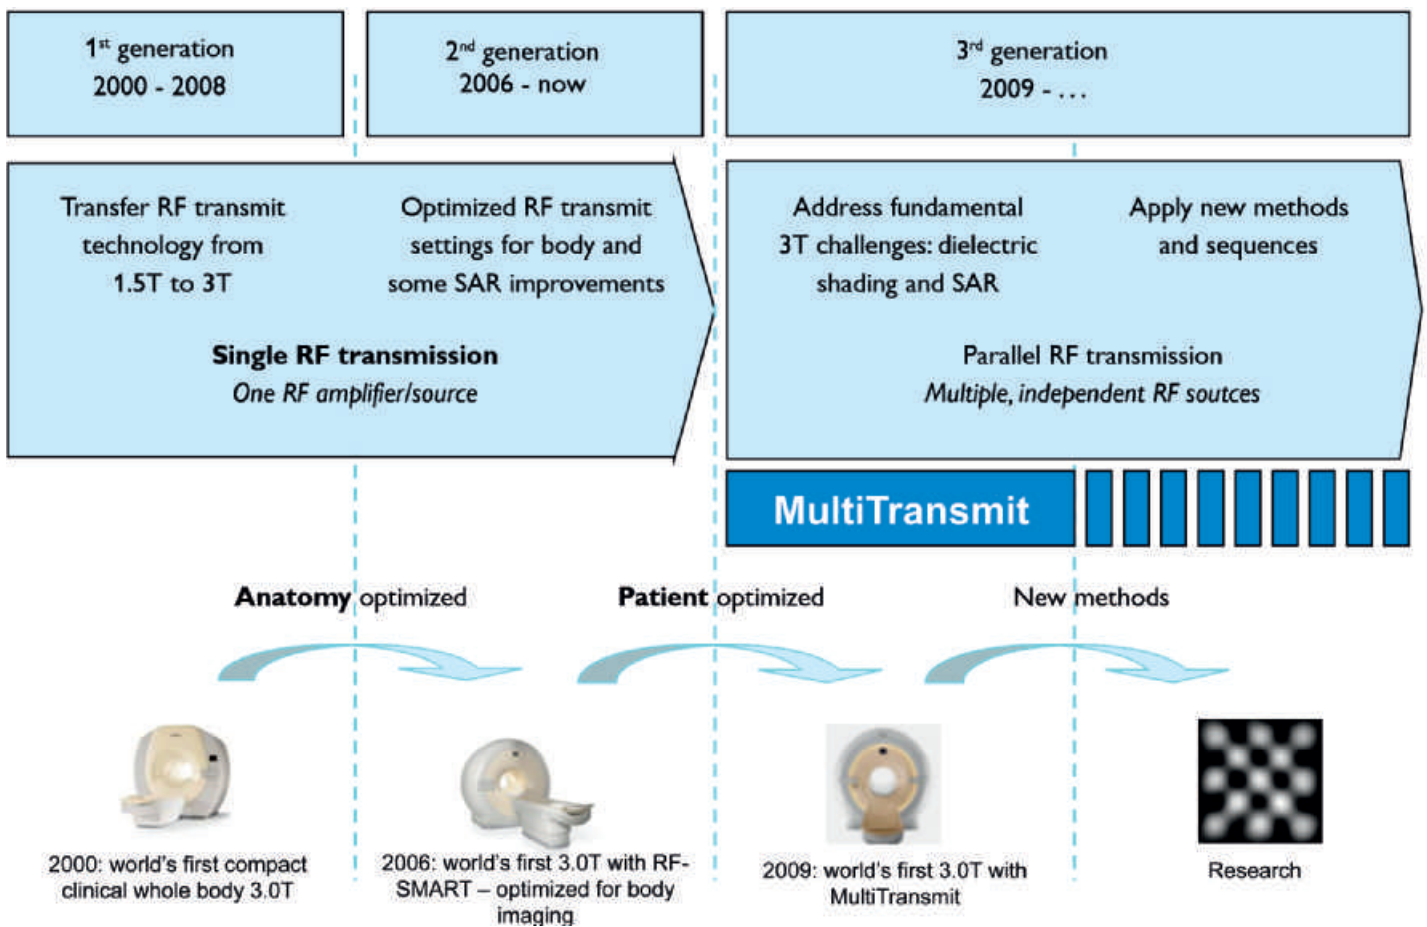 1st generation
2000 - 2008
2nd generation
2006 - now
3rd generation
2009 - ...
Transfer RF transmit
technology from
1.5T to 3T
Optimized RF transmit
settings for body and
some SAR improvements
Single RF transmission
One RF amplifier/source
Address fundamental
3T challenges: dielectric
shading and SAR
Apply new methods
and sequences
Parallel RF transmission
Multiple, independent RF soutces
MultiTransmit
Anatomy optimized
Patient optimized
New methods
2000: world's first compact
clinical whole body 3.0T
2006: world's first 3.0T with RF-
SMART – optimized for body
imaging
2009: world's first 3.0T with
MultiTransmit
Research